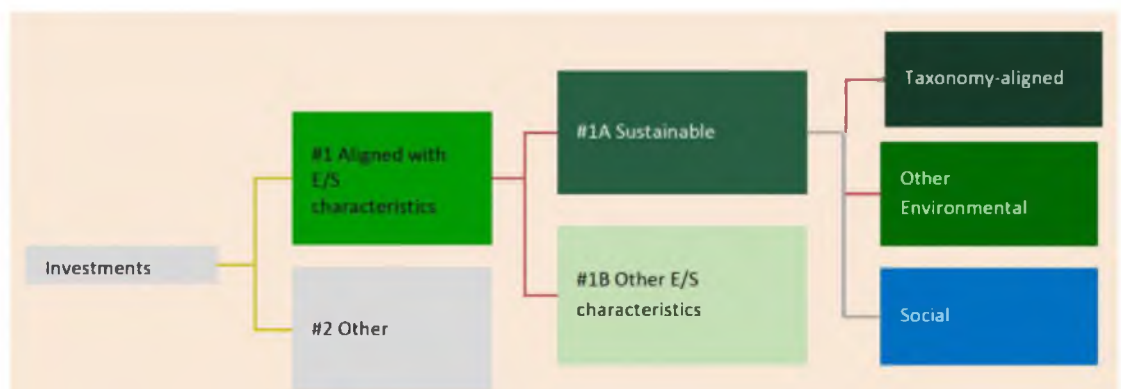 Investments
#1 Aligned with
E/S
characteristics
#2 Other
#1A Sustainable
#1B Other E/S
characteristics
Taxonomy-aligned
Other
Environmental
Social